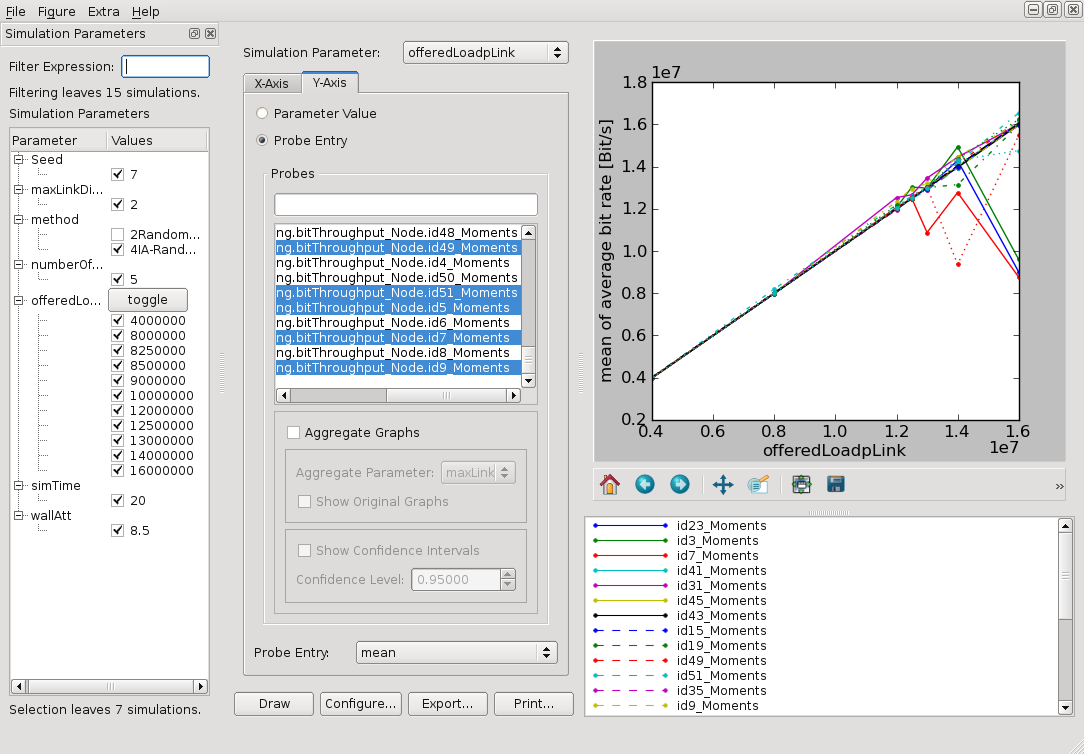 File Figure Extra Help
Simulation Parameters
Filter Expression:
Filtering leaves 15 simulations.
Simulation Parameters
Parameter Values
Seed
7
maxLinkDi...
2
method
2Random...
4IA-Rand...
numberOf...
5
offeredLo... toggle
4000000
8000000
8250000
8500000
9000000
10000000
12000000
12500000
13000000
14000000
16000000
simTime
20
wallAtt
8.5
Selection leaves 7 simulations.
Simulation Parameter: offeredLoadpLink
X-Axis Y-Axis
Parameter Value
Probe Entry
Probes
ng.bitThroughput_Node.id48_Moments
ng.bitThroughput_Node.id49_Moments
ng.bitThroughput_Node.id4_Moments
ng.bitThroughput_Node.id50_Moments
ng.bitThroughput_Node.id51_Moments
ng.bitThroughput_Node.id5_Moments
ng.bitThroughput_Node.id6_Moments
ng.bitThroughput_Node.id7_Moments
ng.bitThroughput_Node.id8_Moments
ng.bitThroughput_Node.id9_Moments
Aggregate Graphs
Aggregate Parameter: maxLink
Show Original Graphs
Show Confidence Intervals
Confidence Level: 0.95000
Probe Entry: mean
Draw Configure... Export... Print...
1e7
1.8
1.6
1.4
1.2
1.0
0.8
0.6
0.4
0.2
mean of average bit rate [Bit/s]
0.4 0.6 0.8 1.0 1.2 1.4 1.6
offeredLoadpLink 1e7
»
id23_Moments
id3_Moments
id7_Moments
id41_Moments
id31_Moments
id45_Moments
id43_Moments
id15_Moments
id19_Moments
id49_Moments
id51_Moments
id35_Moments
id9_Moments